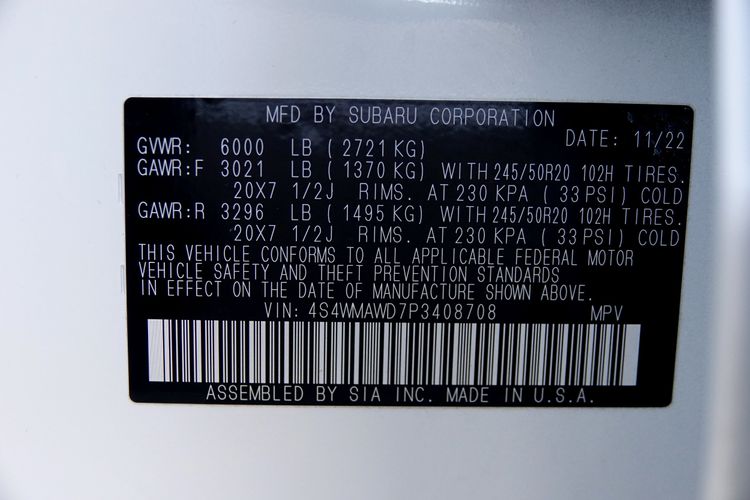 MFD BY SUBARU CORPORATION
DATE: 11/22
GVWR: 6000 LB ( 2721 KG)
GAWR:F 3021 LB ( 1370 KG) WITH 245/50R20 102H TIRES.
20X7 1/2J RIMS. AT 230 KPA ( 33 PSI) COLD
GAWR:R 3296 LB ( 1495 KG) WITH 245/50R20 102H TIRES.
20X7 1/2J RIMS. AT 230 KPA ( 33 PSI) COLD
THIS VEHICLE CONFORMS TO ALL APPLICABLE FEDERAL MOTOR
VEHICLE SAFETY AND THEFT PREVENTION STANDARDS
IN EFFECT ON THE DATE OF MANUFACTURE SHOWN ABOVE.
VIN: 4S4WMAWD7P3408708 MPV
ASSEMBLED BY SIA INC. MADE IN U.S.A.